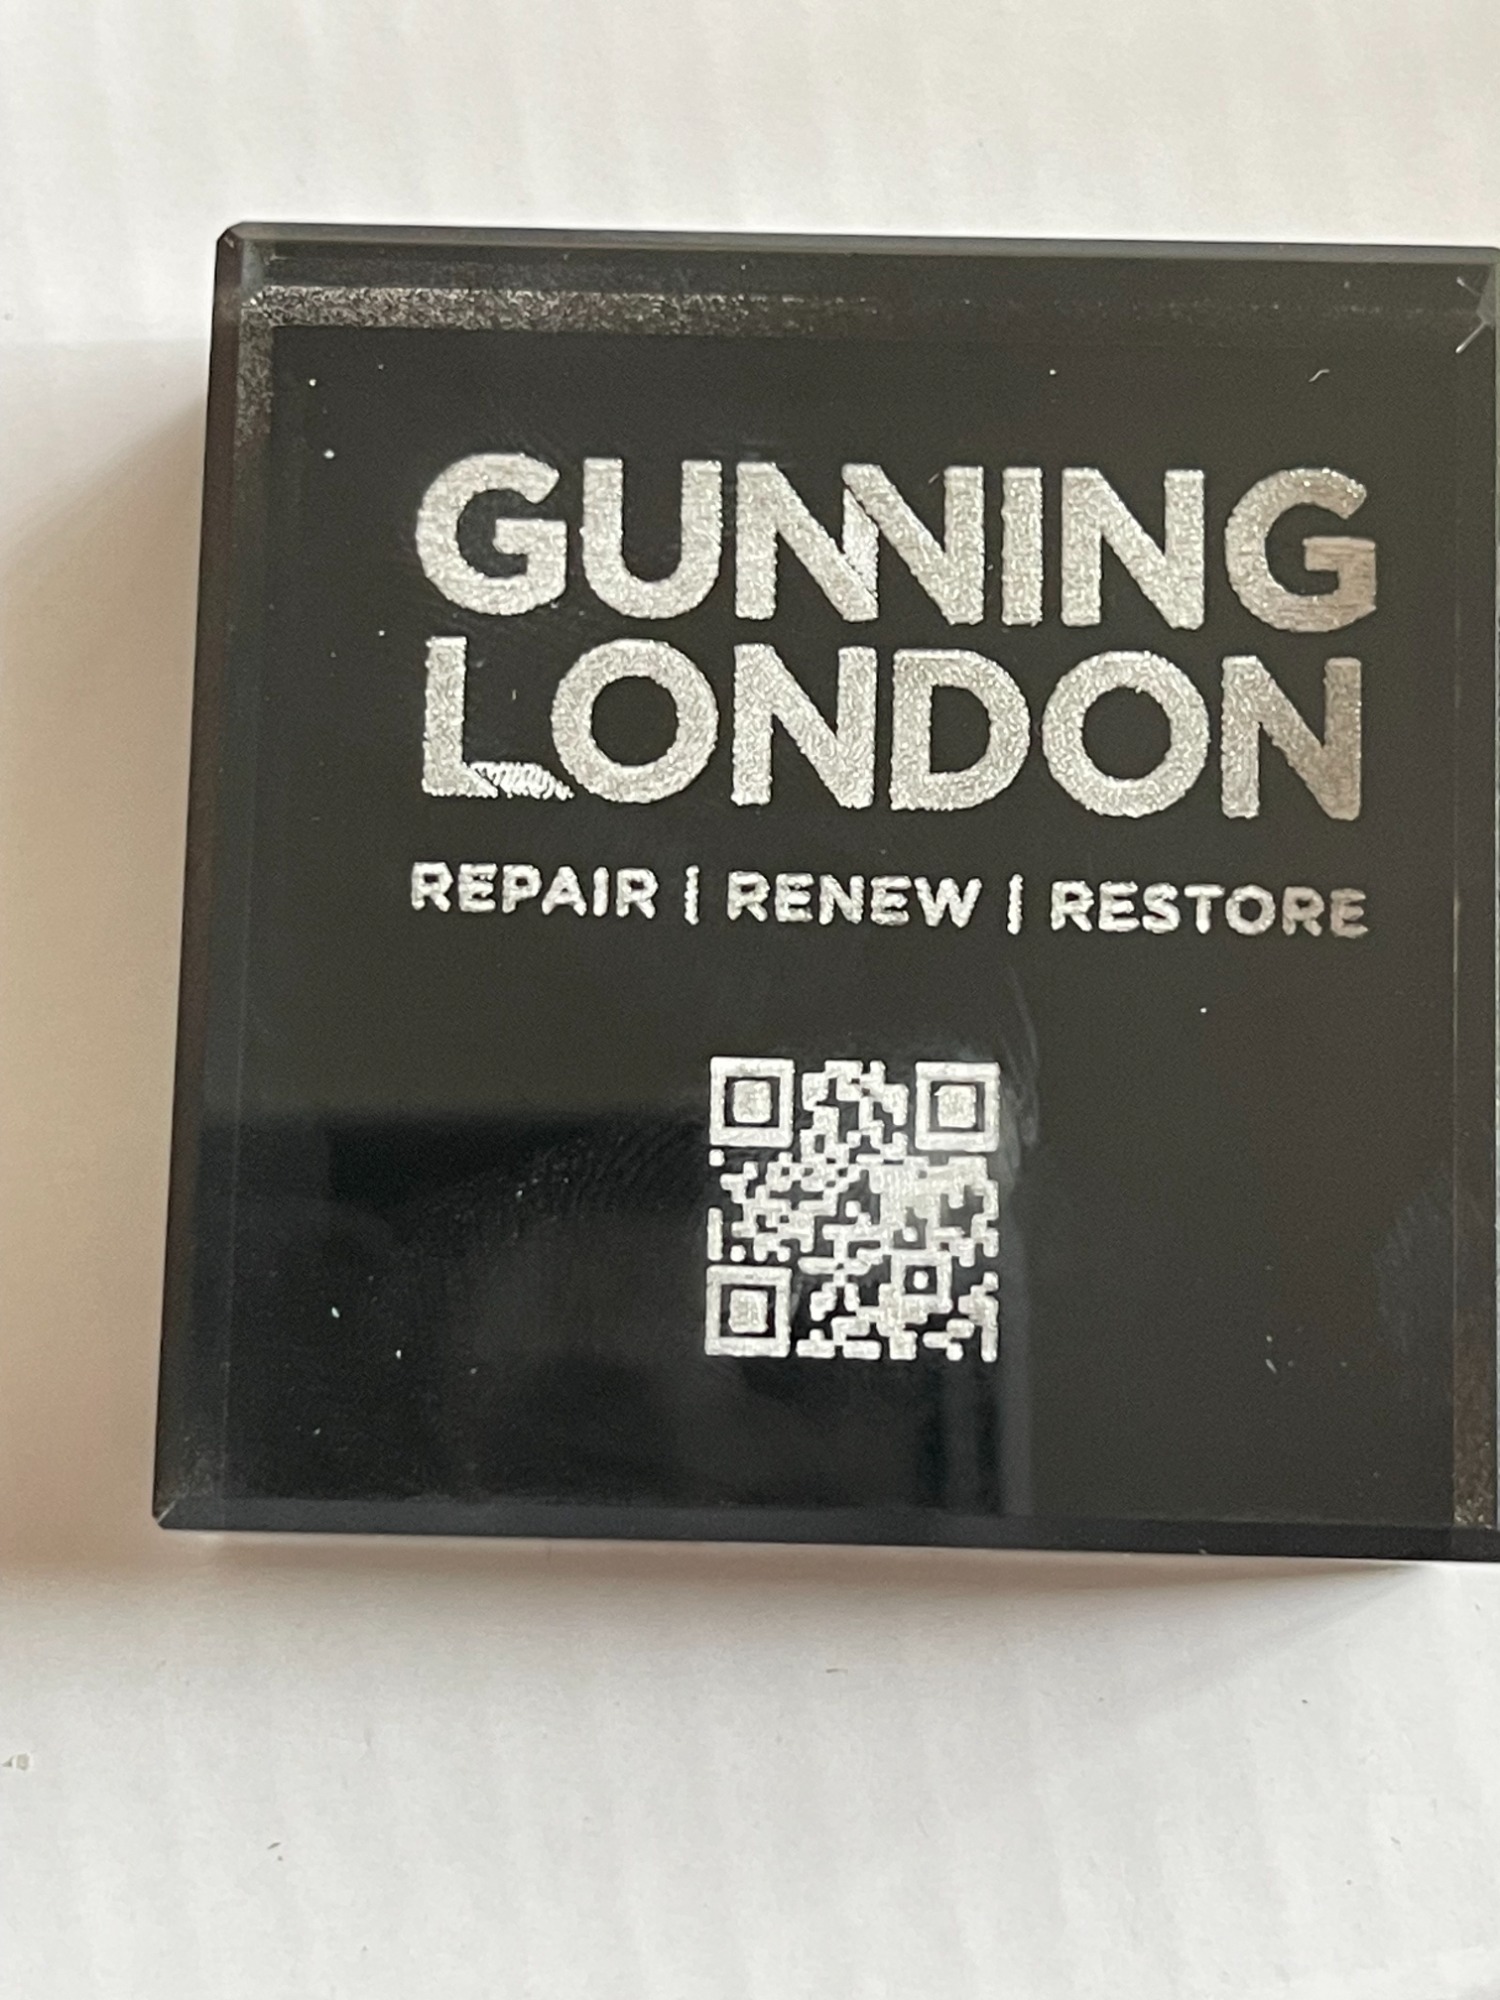 GUNNING
LONDON
REPAIR | RENEW | RESTORE